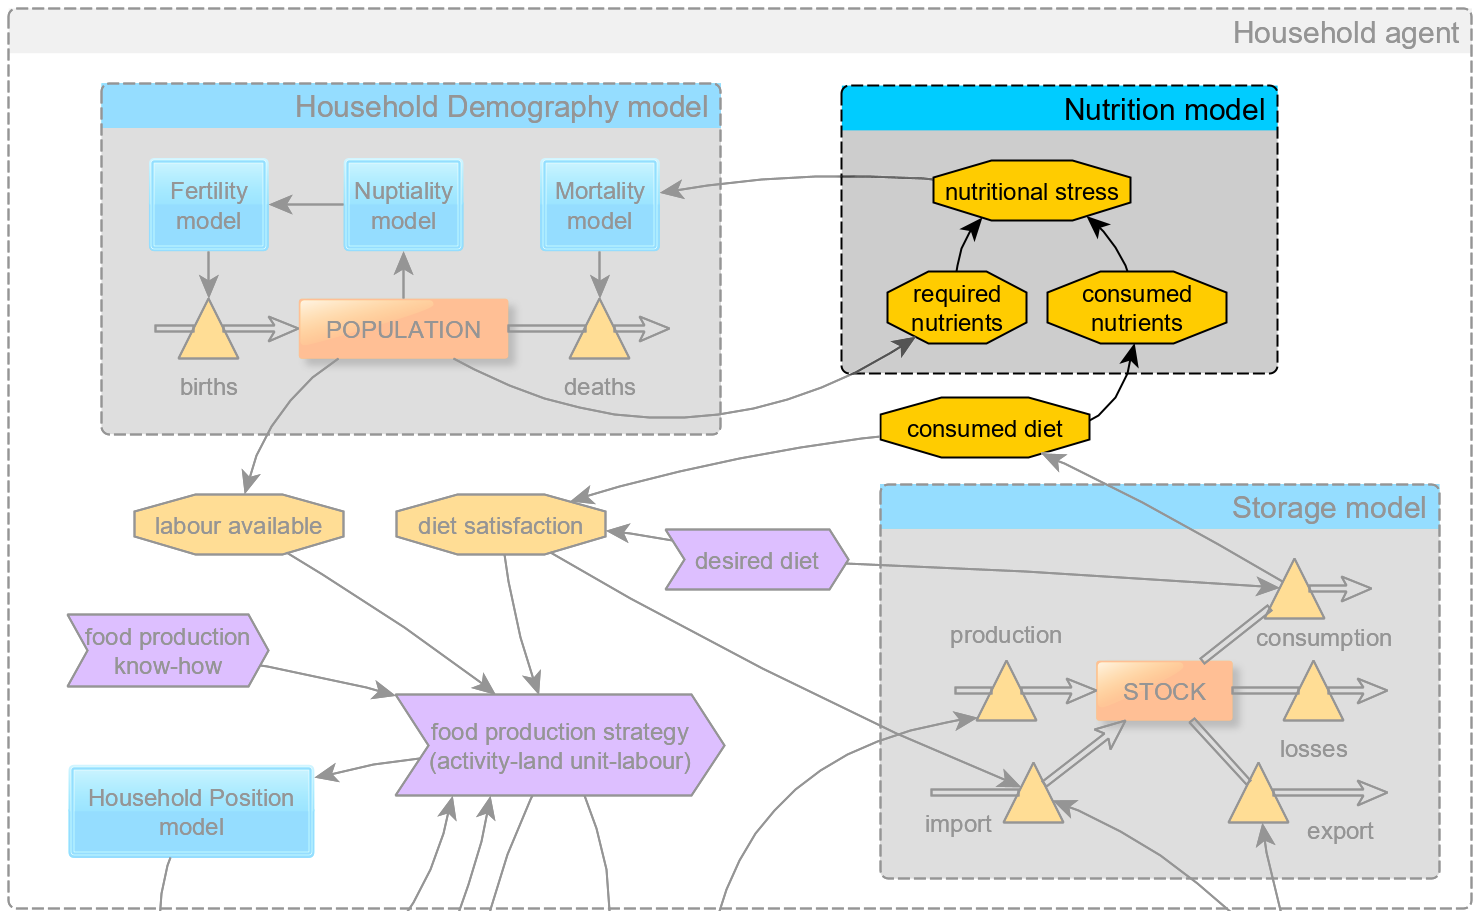 Household agent
Household Demography model
Nutrition model
Fertility
model
Nuptiality
model
Mortality
model
nutritional stress
required
nutrients
consumed
nutrients
POPULATION
births
deaths
consumed diet
labour available
diet satisfaction
desired diet
Storage model
food production
know-how
production
consumption
STOCK
food production strategy
(activity-land unit-labour)
losses
Household Position
model
import
export